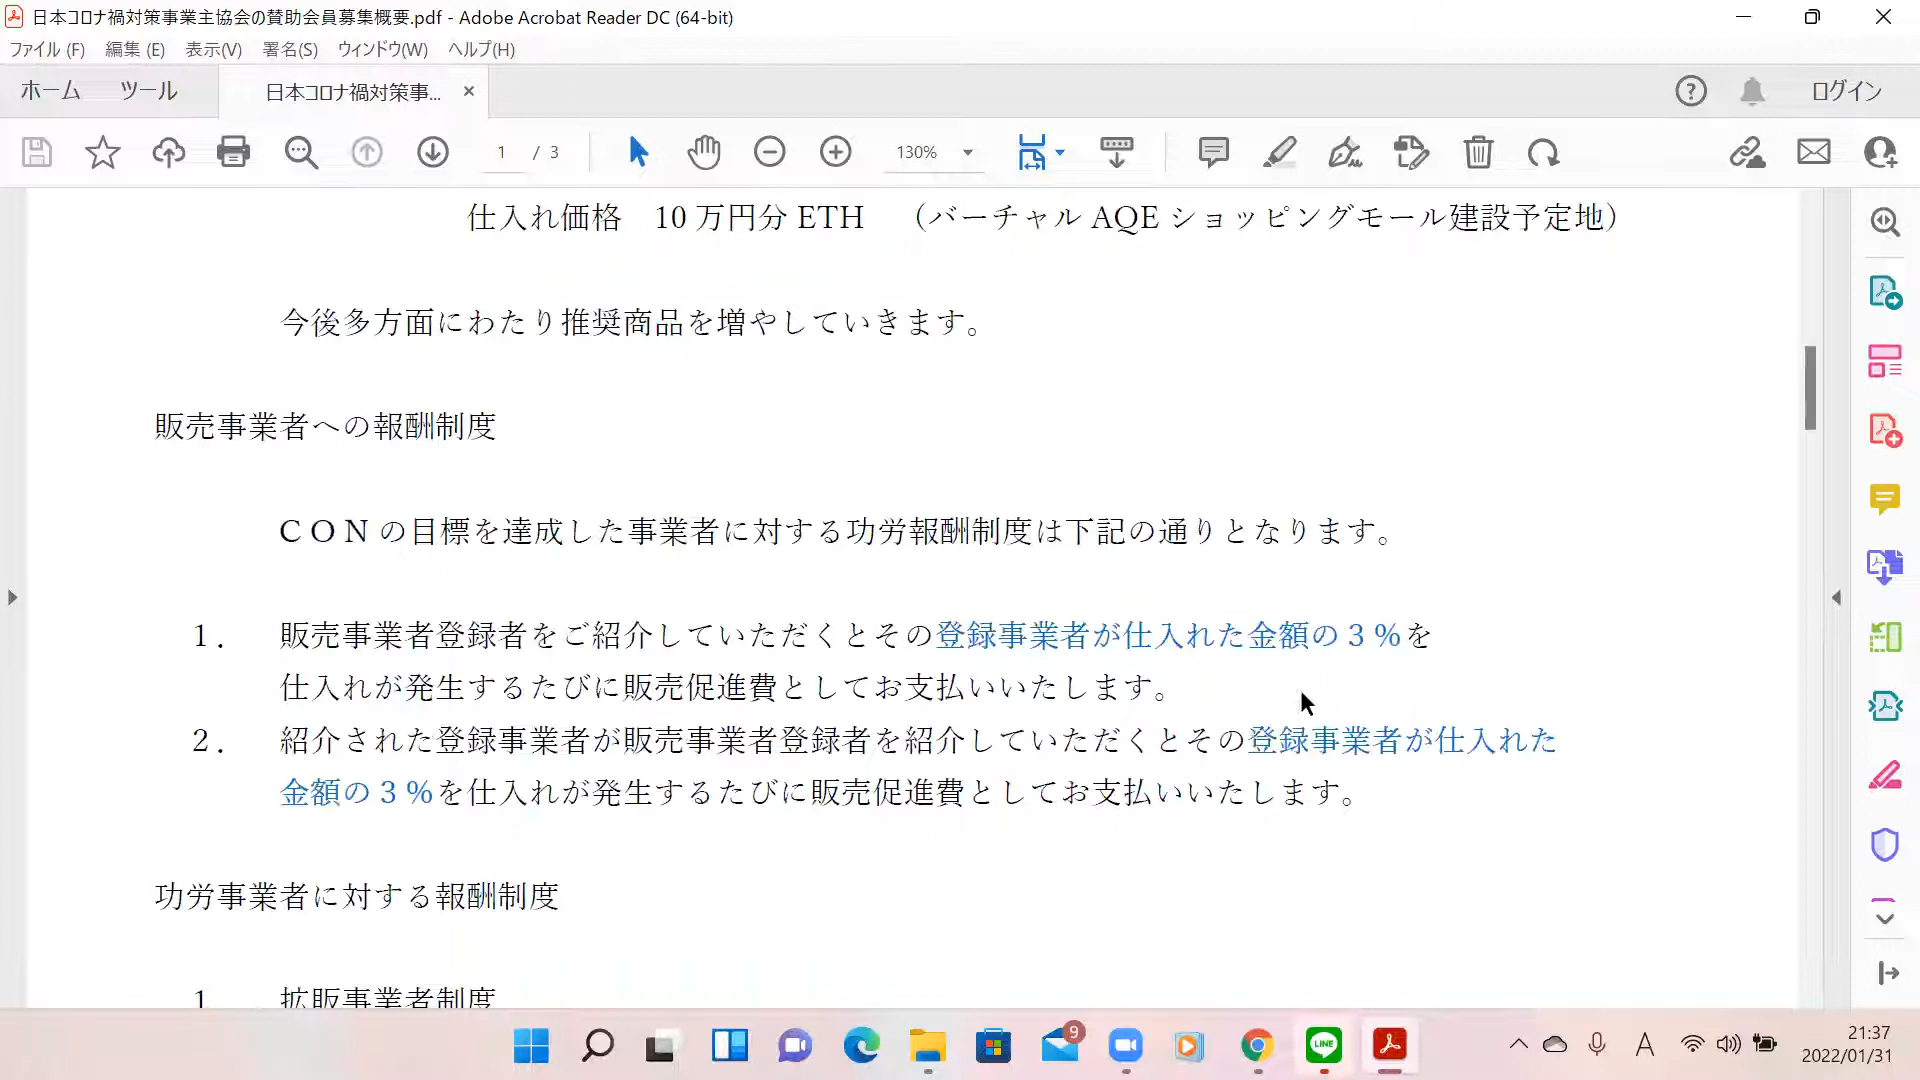 日本コロナ禍対策事業主協会の賛助会員募集概要.pdf - Adobe Acrobat Reader DC (64-bit)
ファイル(F) 編集(E) 表示(V) 署名(S) ウィンドウ(W) ヘルプ(H)
ホーム ツール 日本コロナ禍対策事... × ログイン
1 / 3 130%
仕入れ価格 10万円分ETH （バーチャルAQEショッピングモール建設予定地）
今後多方面にわたり推奨商品を増やしていきます。
販売事業者への報酬制度
ＣＯＮの目標を達成した事業者に対する功労報酬制度は下記の通りとなります。
１． 販売事業者登録者をご紹介していただくとその登録事業者が仕入れた金額の３％を
仕入れが発生するたびに販売促進費としてお支払いいたします。
２． 紹介された登録事業者が販売事業者登録者を紹介していただくとその登録事業者が仕入れた
金額の３％を仕入れが発生するたびに販売促進費としてお支払いいたします。
功労事業者に対する報酬制度
１ 拡販事業者制度
9
LINE
A
21:37
2022/01/31